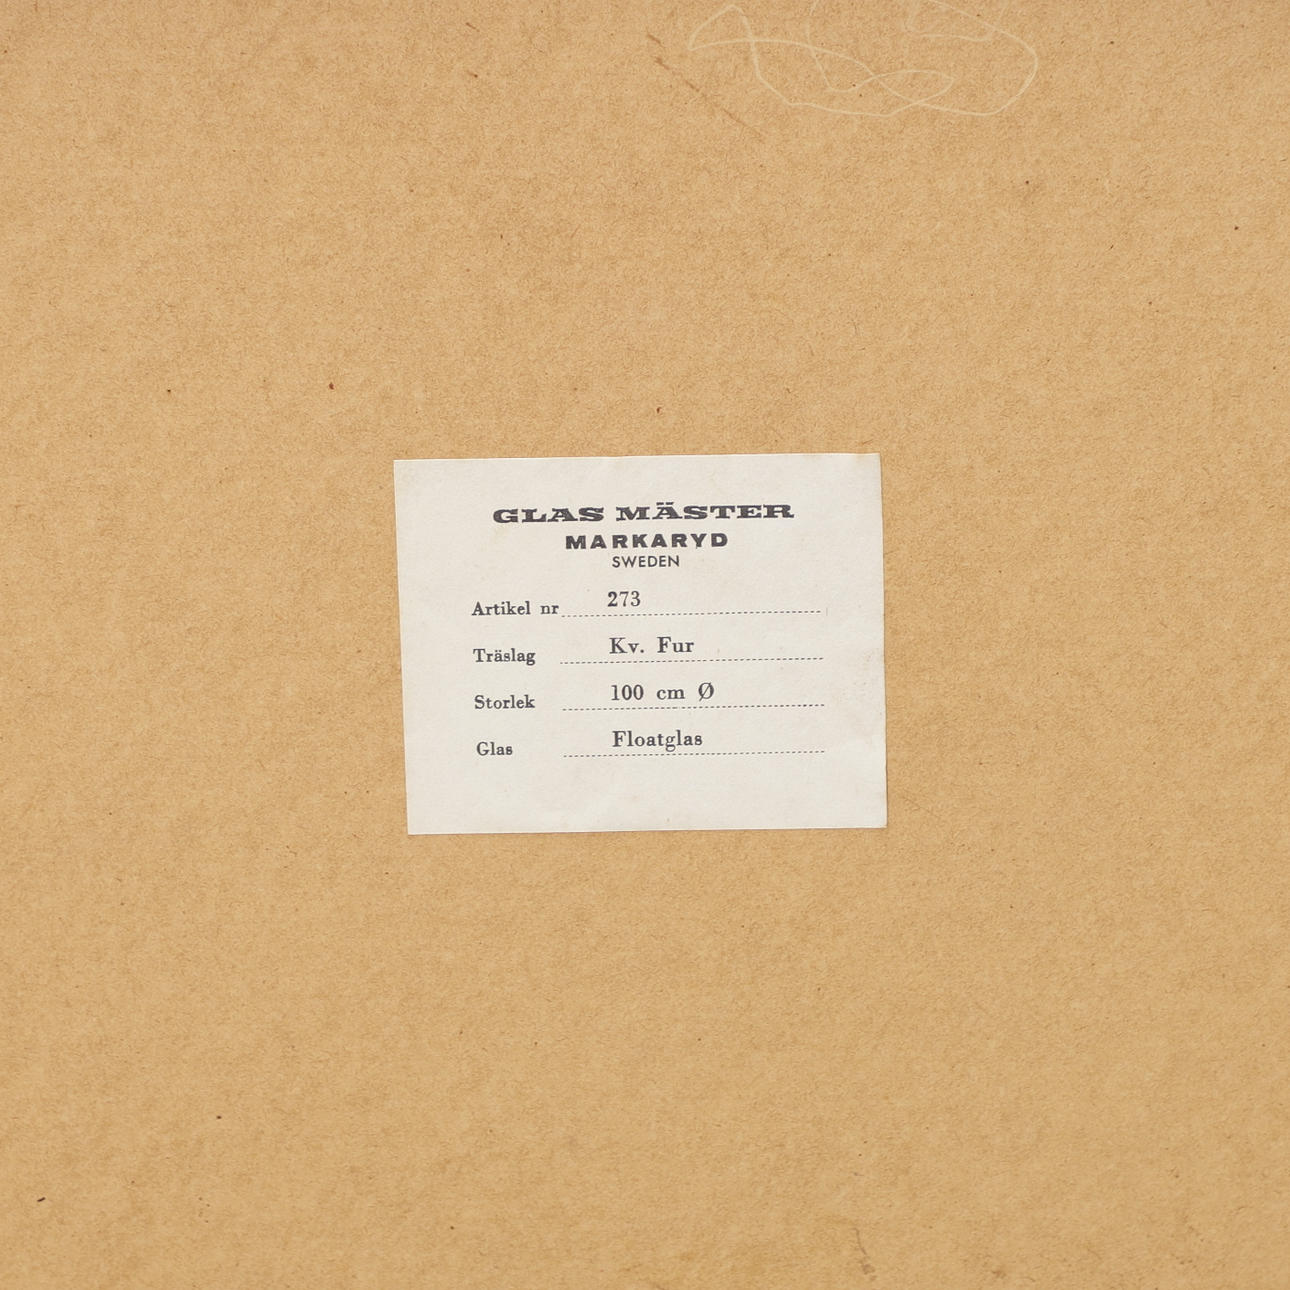 GLAS MÄSTER
MARKARYD
SWEDEN
Artikel nr 273
Träslag Kv. Fur
Storlek 100 cm Ø
Glas Floatglas